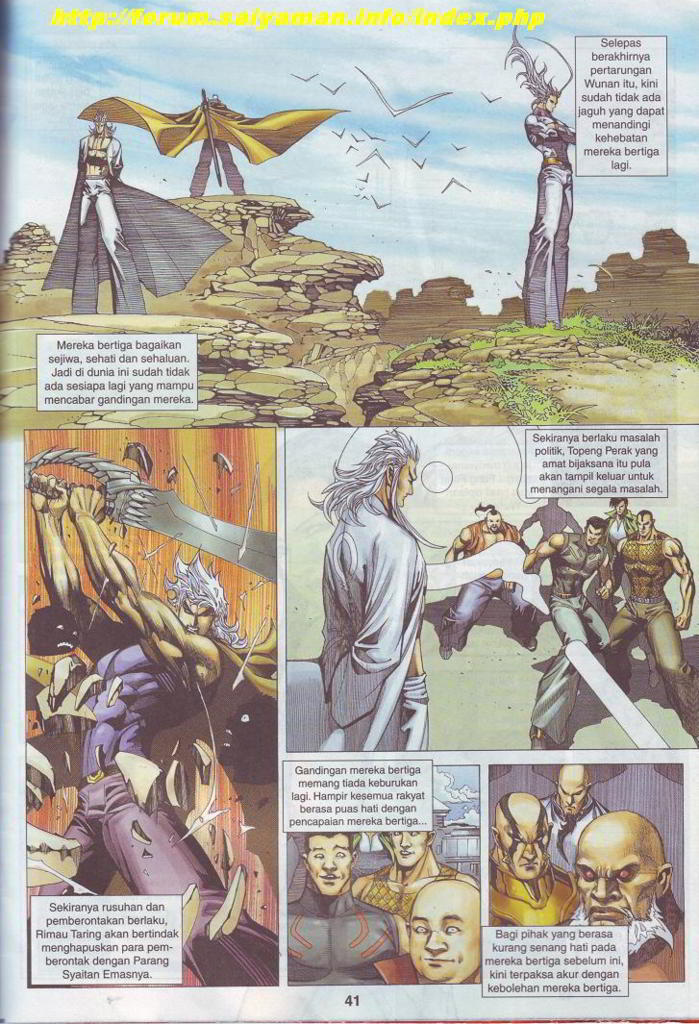 http://forum.saiyaman.info/index.php
Selepas
berakhirnya
pertarungan
Wunan itu, kini
sudah tidak ada
jaguh yang dapat
menandingi
kehebatan
mereka bertiga
lagi.
Mereka bertiga bagaikan
sejiwa, sehati dan sehaluan.
Jadi di dunia ini sudah tidak
ada sesiapa lagi yang mampu
mencabar gandingan mereka.
Sekiranya berlaku masalah
politik, Topeng Perak yang
amat bijaksana itu pula
akan tampil keluar untuk
menangani segala masalah.
Sekiranya rusuhan dan
pemberontakan berlaku,
Rimau Taring akan bertindak
menghapuskan para pem-
berontak dengan Parang
Syaitan Emasnya.
Gandingan mereka bertiga
memang tiada keburukan
lagi. Hampir kesemua rakyat
berasa puas hati dengan
pencapaian mereka bertiga...
Bagi pihak yang berasa
kurang senang hati pada
mereka bertiga sebelum ini,
kini terpaksa akur dengan
kebolehan mereka bertiga.
41